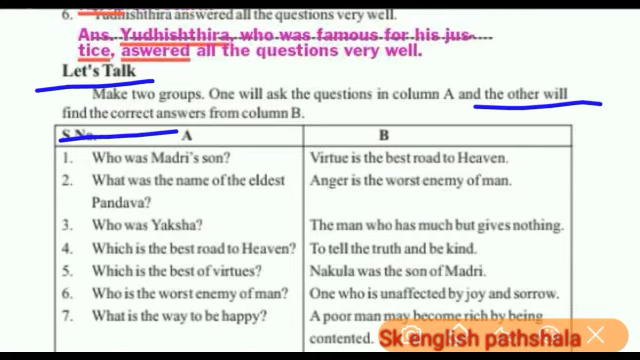 6. Yudhishthira answered all the questions very well.
Ans. Yudhishthira, who was famous for his jus-
tice, aswered all the questions very well.
Let's Talk
Make two groups. One will ask the questions in column A and the other will
find the correct answers from column B.
S.No. A B
1. Who was Madri's son? Virtue is the best road to Heaven.
2. What was the name of the eldest Anger is the worst enemy of man.
Pandava?
3. Who was Yaksha? The man who has much but gives nothing.
4. Which is the best road to Heaven? To tell the truth and be kind.
5. Which is the best of virtues? Nakula was the son of Madri.
6. Who is the worst enemy of man? One who is unaffected by joy and sorrow.
7. What is the way to be happy? A poor man may become rich by being
contented. Sk english pathshala